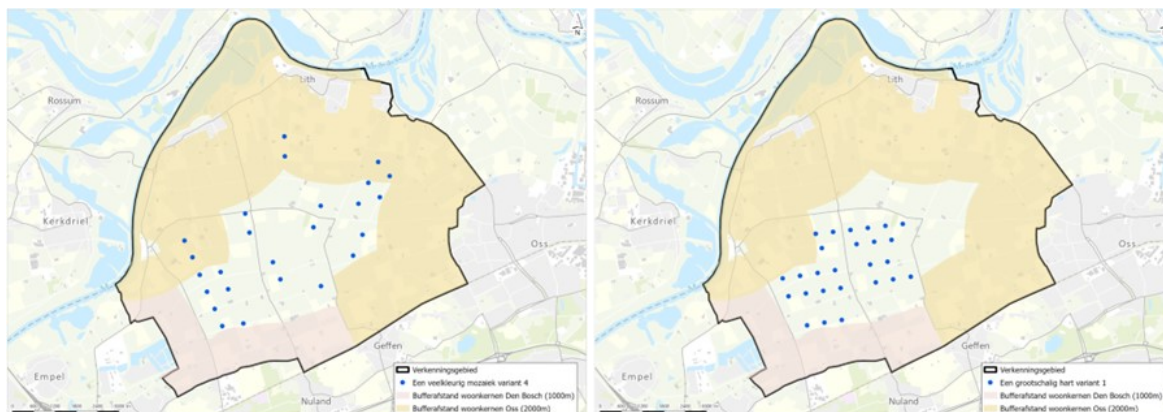 Lith
Rossum
Kerkdriel
Oss
Geffen
Empel
Nuland
Verkenningsgebied
Een veelkleurig mozaiek variant 4
Bufferafstand woonkernen Den Bosch (1000m)
Bufferafstand woonkernen Oss (2000m)
Lith
Rossum
Kerkdriel
Oss
Geffen
Empel
Nuland
Verkenningsgebied
Een grootschalig hart variant 1
Bufferafstand woonkernen Den Bosch (1000m)
Bufferafstand woonkernen Oss (2000m)